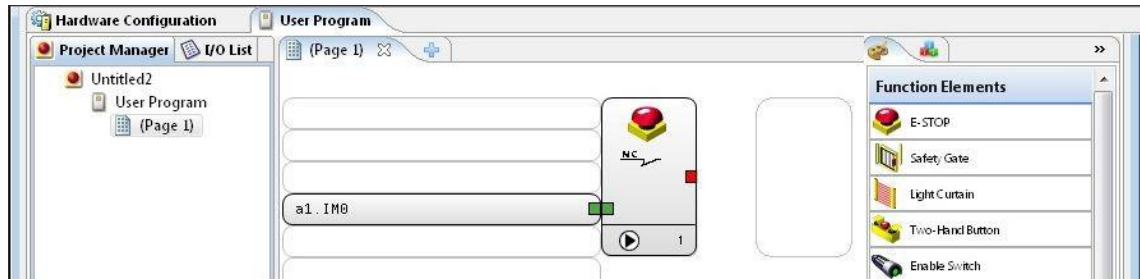 Hardware Configuration User Program
Project Manager I/O List (Page 1)
Untitled2
User Program
(Page 1)
NC
a1.IM0
1
»
Function Elements
E-STOP
Safety Gate
Light Curtain
Two-Hand Button
Enable Switch